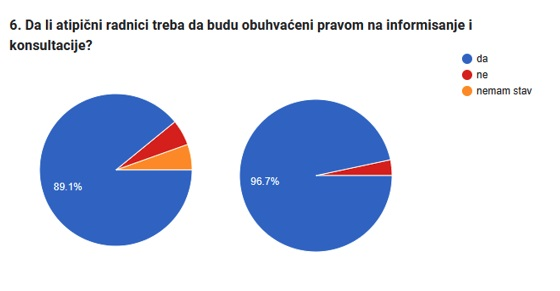 6. Da li atipični radnici treba da budu obuhvaćeni pravom na informisanje i
konsultacije?
da
ne
nemam stav
89.1%
96.7%